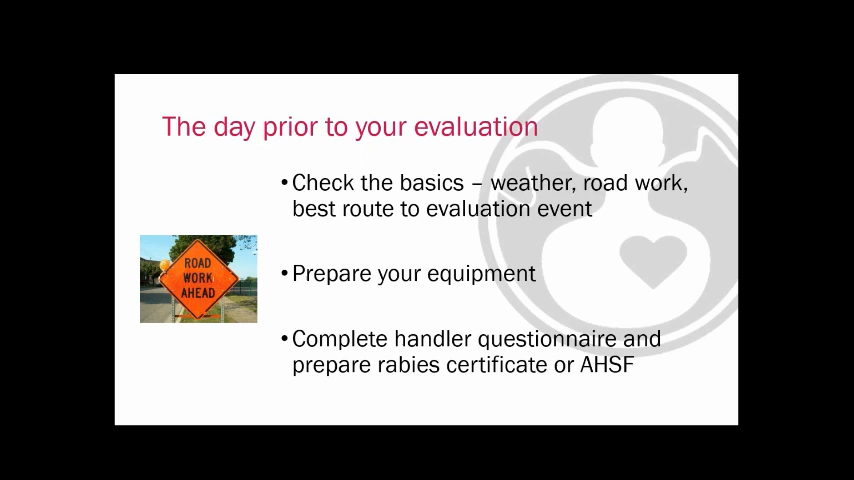 The day prior to your evaluation
• Check the basics – weather, road work,
best route to evaluation event
ROAD
WORK
AHEAD
• Prepare your equipment
• Complete handler questionnaire and
prepare rabies certificate or AHSF